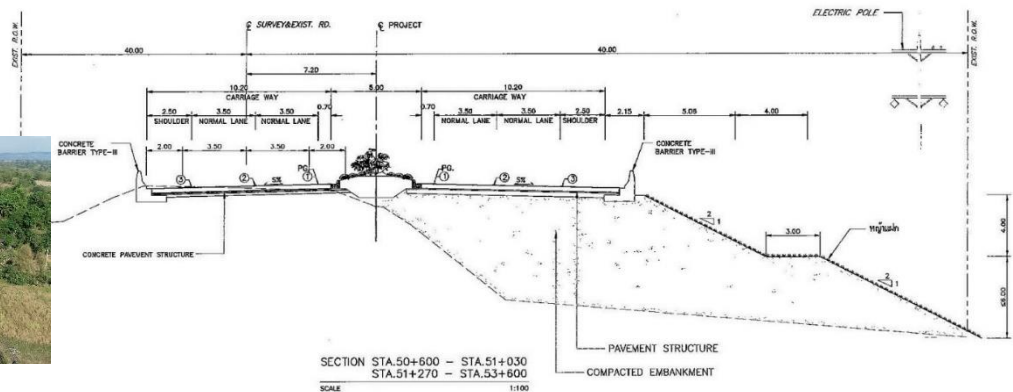 EXIST. R.O.W.
℄ SURVEY&EXIST. RD.
℄ PROJECT
ELECTRIC POLE
EXIST. R.O.W.
40.00
40.00
7.20
10.20
CARRIAGE WAY
5.00
10.20
CARRIAGE WAY
2.50
SHOULDER
3.50
NORMAL LANE
3.50
NORMAL LANE
0.70
0.70
3.50
NORMAL LANE
3.50
NORMAL LANE
2.50
SHOULDER
2.15
5.05
4.00
CONCRETE
BARRIER TYPE-III
CONCRETE
BARRIER TYPE-III
2.00
3.50
3.50
2.00
PG.
PG.
3
2
5%
1
1
2
5%
3
CONCRETE PAVEMENT STRUCTURE
2
1
3.00
หญ้าแฝก
4.00
2
1
≤6.00
PAVEMENT STRUCTURE
COMPACTED EMBANKMENT
SECTION STA.50+600 - STA.51+030
STA.51+270 - STA.53+600
SCALE 1:100